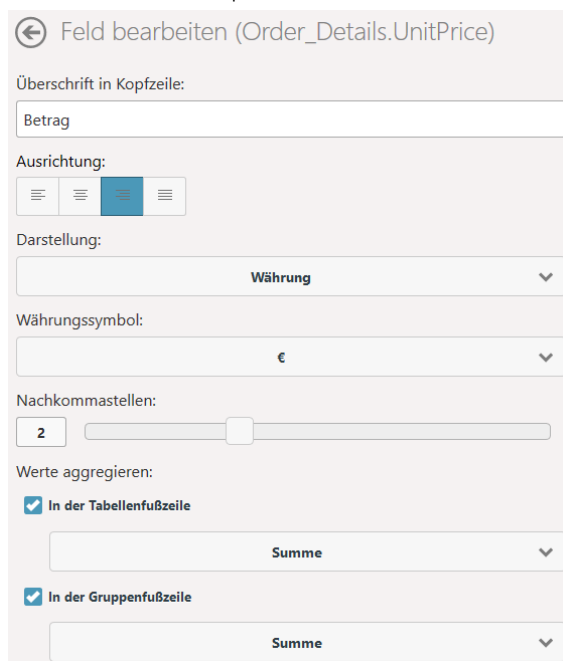 Feld bearbeiten (Order_Details.UnitPrice)
Überschrift in Kopfzeile:
Betrag
Ausrichtung:
Darstellung:
Währung
Währungssymbol:
€
Nachkommastellen:
2
Werte aggregieren:
In der Tabellenfußzeile
Summe
In der Gruppenfußzeile
Summe